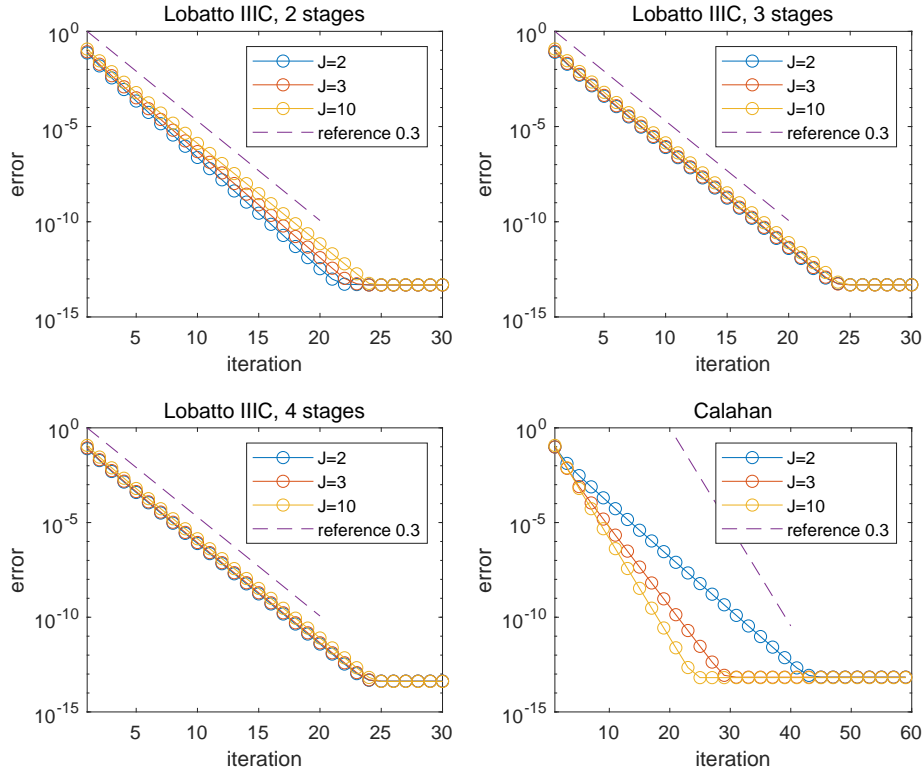 Lobatto IIIC, 2 stages
10^0
10^-5
10^-10
10^-15
error
J=2
J=3
J=10
reference 0.3
5 10 15 20 25 30
iteration
Lobatto IIIC, 3 stages
10^0
10^-5
10^-10
10^-15
error
J=2
J=3
J=10
reference 0.3
5 10 15 20 25 30
iteration
Lobatto IIIC, 4 stages
10^0
10^-5
10^-10
10^-15
error
J=2
J=3
J=10
reference 0.3
5 10 15 20 25 30
iteration
Calahan
10^0
10^-5
10^-10
10^-15
error
J=2
J=3
J=10
reference 0.3
10 20 30 40 50 60
iteration